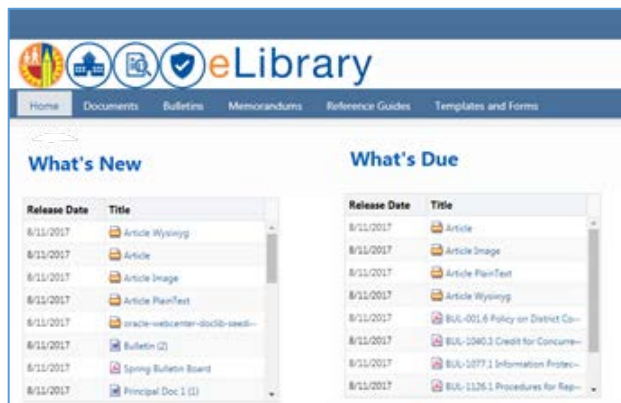 eLibrary
Home Documents Bulletins Memorandums Reference Guides Templates and Forms
What's New
Release Date Title
8/11/2017 Article Wysiwyg
8/11/2017 Article
8/11/2017 Article Image
8/11/2017 Article PlainText
8/11/2017 oracle-webcenter-doclib-seedi--
8/11/2017 Bulletin (2)
8/11/2017 Spring Bulletin Board
8/11/2017 Principal Doc 1 (1)
What's Due
Release Date Title
8/11/2017 Article
8/11/2017 Article Image
8/11/2017 Article PlainText
8/11/2017 Article Wysiwyg
8/11/2017 BUL-001.6 Policy on District Co--
8/11/2017 BUL-1040.3 Credit for Concurre--
8/11/2017 BUL-1077.1 Information Protec--
8/11/2017 BUL-1126.1 Procedures for Rep--